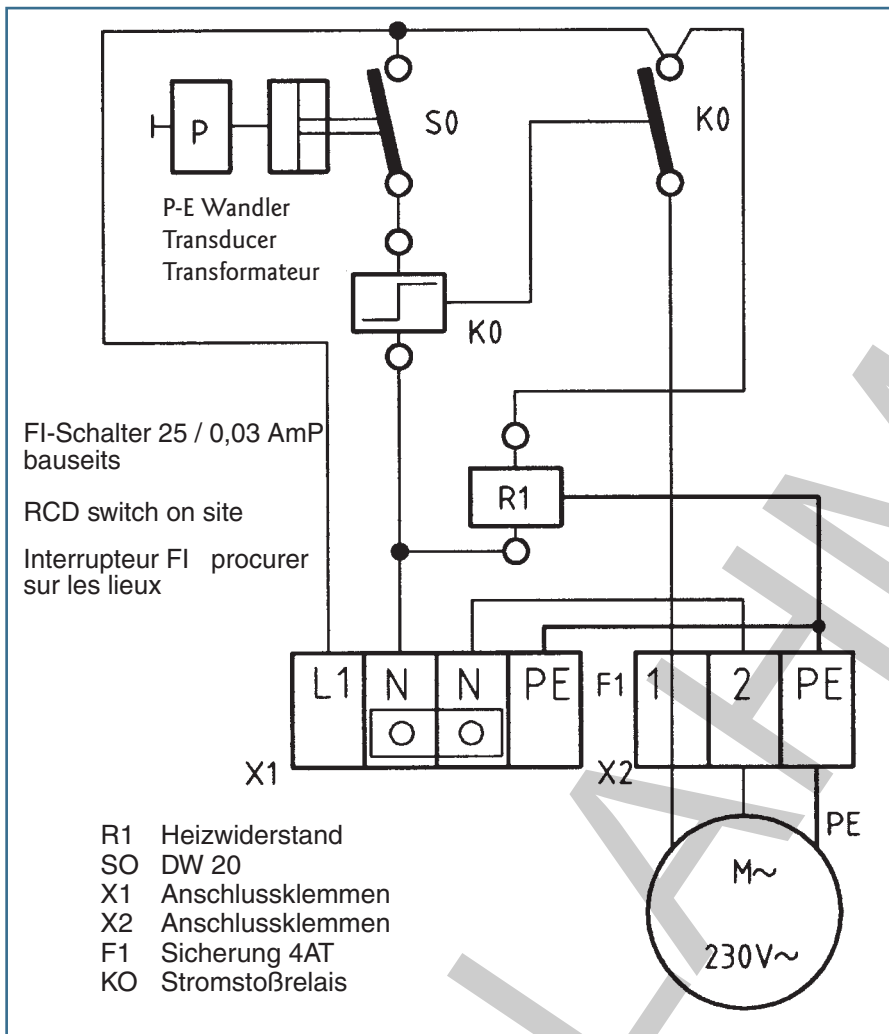 P
S0
K0
P-E Wandler
Transducer
Transformateur
K0
FI-Schalter 25 / 0,03 AmP
bauseits
RCD switch on site
Interrupteur FI procurer
sur les lieux
R1
L1 N N PE F1 1 2 PE
X1 X2
PE
M~
230V~
R1 Heizwiderstand
SO DW 20
X1 Anschlussklemmen
X2 Anschlussklemmen
F1 Sicherung 4AT
KO Stromstoßrelais